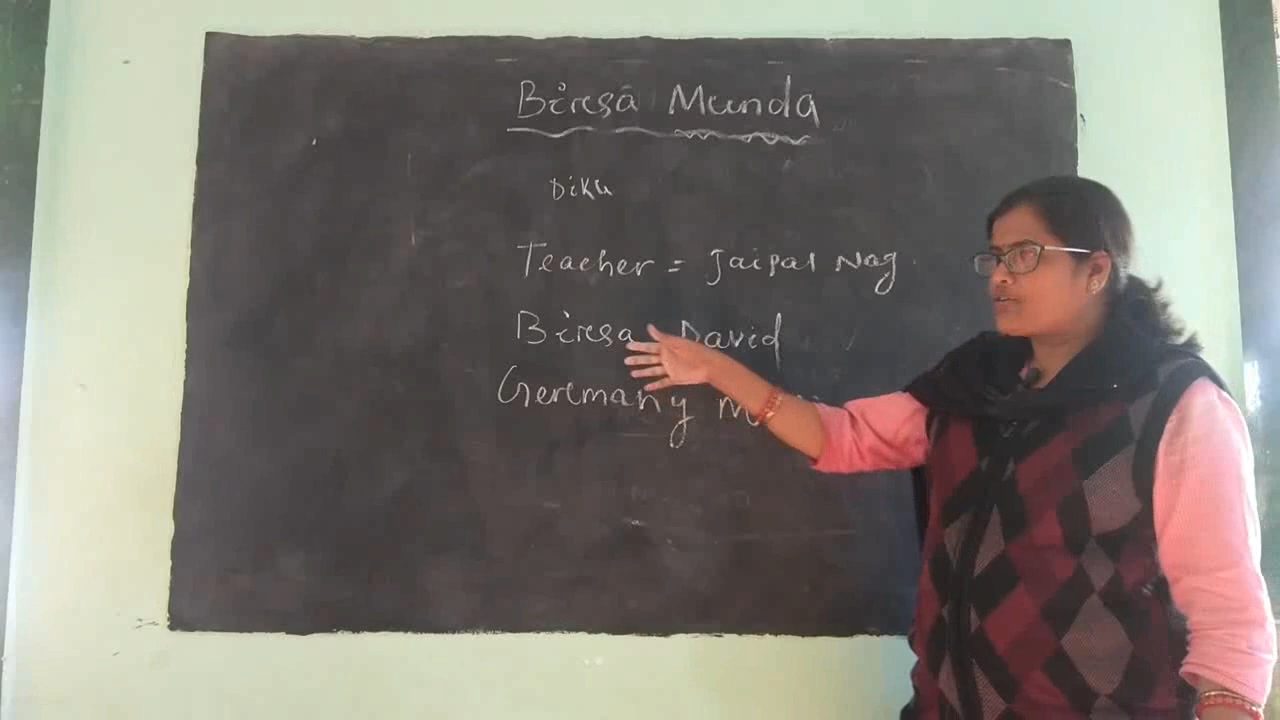 Birsa Munda
Diku
Teacher = Jaipal Nag
Birsa David
Germany